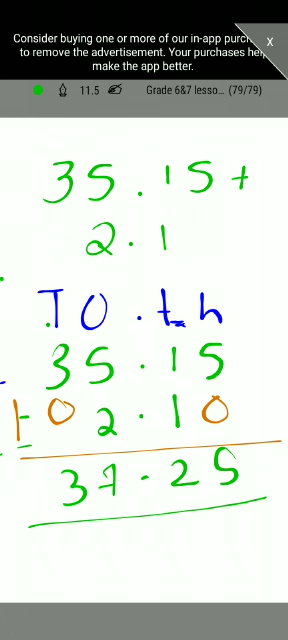 Consider buying one or more of our in-app purch
to remove the advertisement. Your purchases help
make the app better.
x
11.5 Grade 6&7 lesso... (79/79)
35.15+
2.1
TO.th
35.15
+02.10
37.25